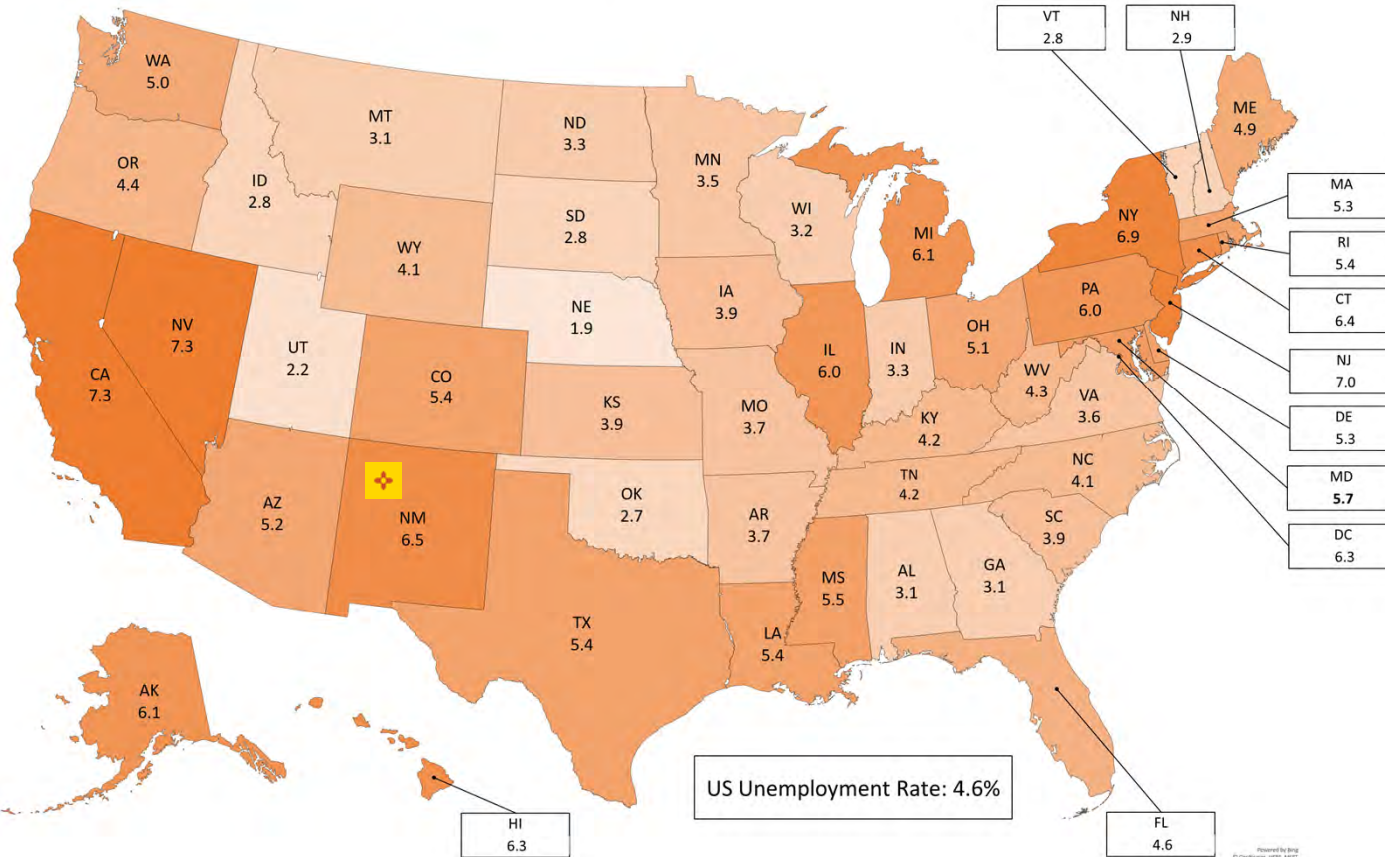 VT
2.8
NH
2.9
WA
5.0
MT
3.1
ND
3.3
MN
3.5
ME
4.9
OR
4.4
ID
2.8
SD
2.8
WI
3.2
MI
6.1
NY
6.9
MA
5.3
RI
5.4
WY
4.1
IA
3.9
PA
6.0
CT
6.4
NV
7.3
UT
2.2
NE
1.9
IL
6.0
IN
3.3
OH
5.1
NJ
7.0
CA
7.3
CO
5.4
KS
3.9
MO
3.7
WV
4.3
VA
3.6
KY
4.2
DE
5.3
AZ
5.2
NM
6.5
OK
2.7
AR
3.7
TN
4.2
NC
4.1
SC
3.9
MD
5.7
DC
6.3
TX
5.4
LA
5.4
MS
5.5
AL
3.1
GA
3.1
AK
6.1
HI
6.3
US Unemployment Rate: 4.6%
FL
4.6
Powered by Bing